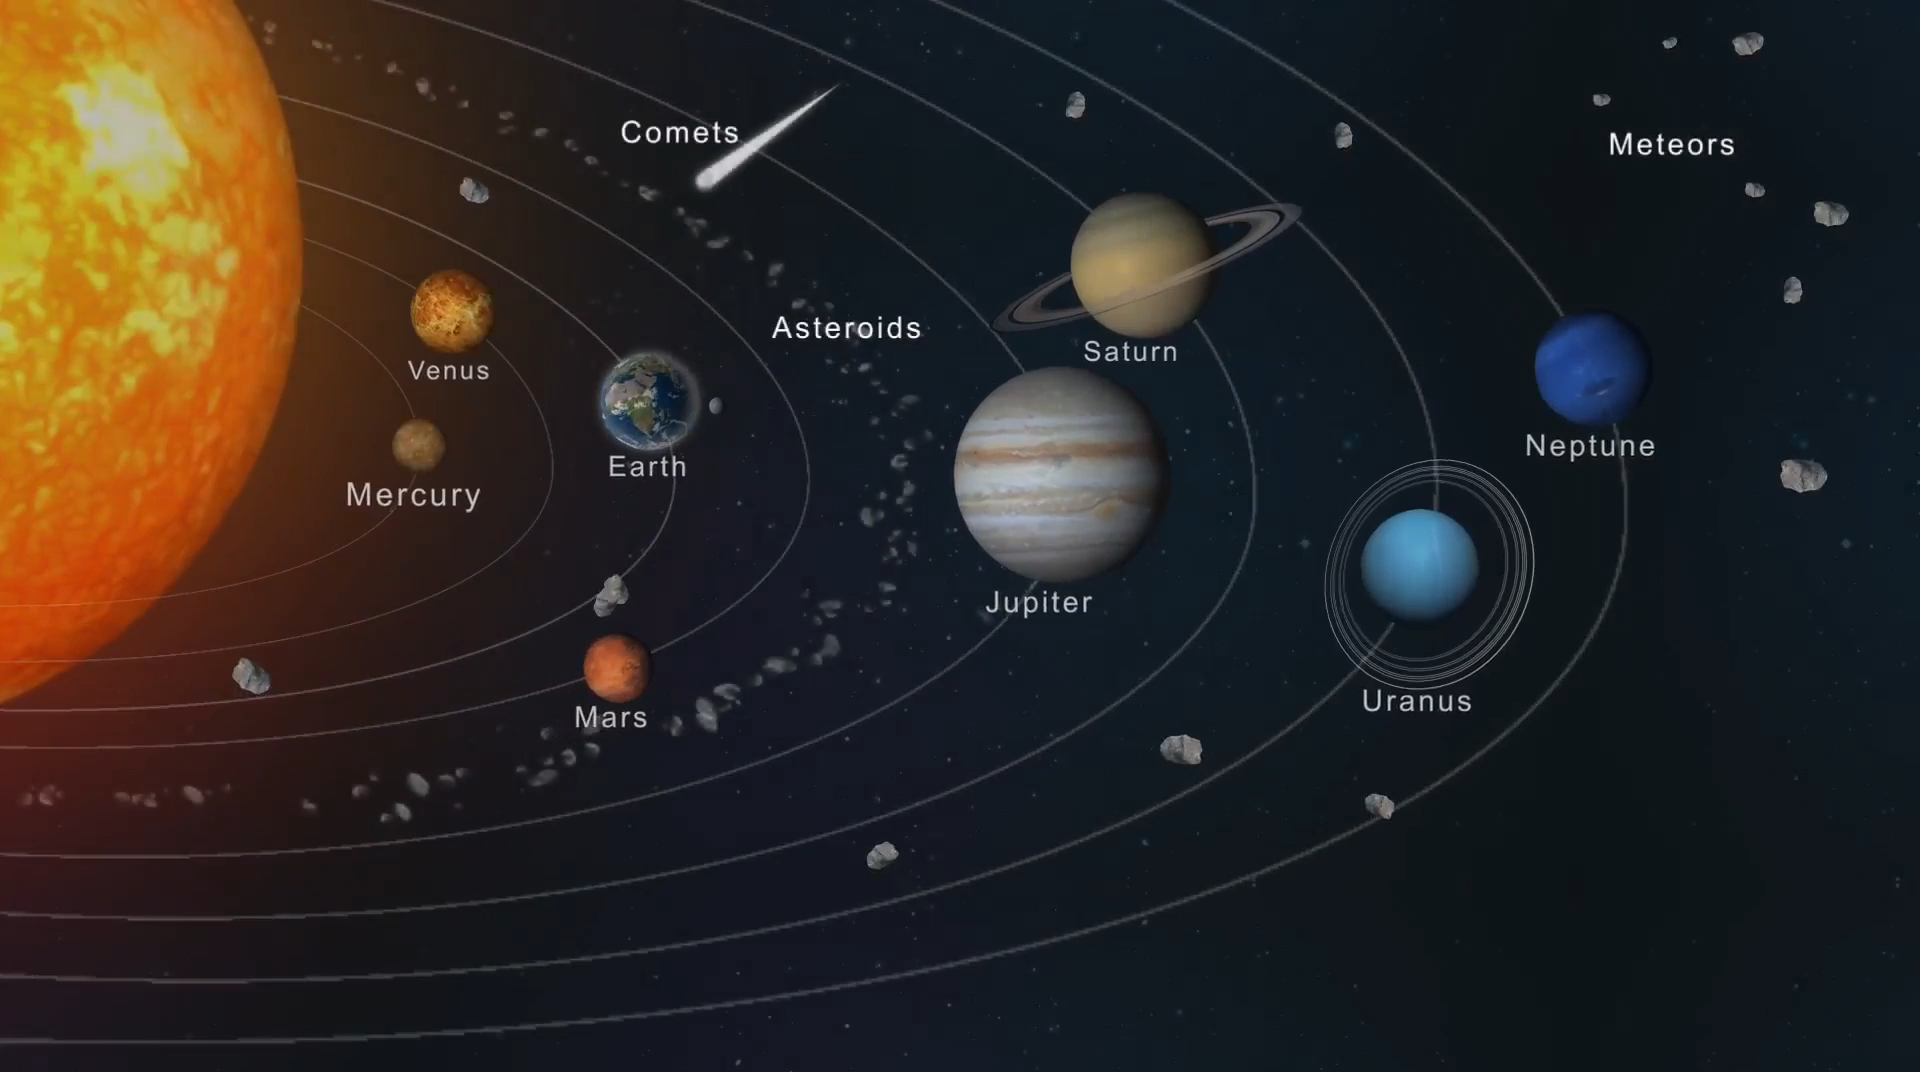 Comets
Meteors
Asteroids
Saturn
Venus
Neptune
Earth
Mercury
Jupiter
Uranus
Mars